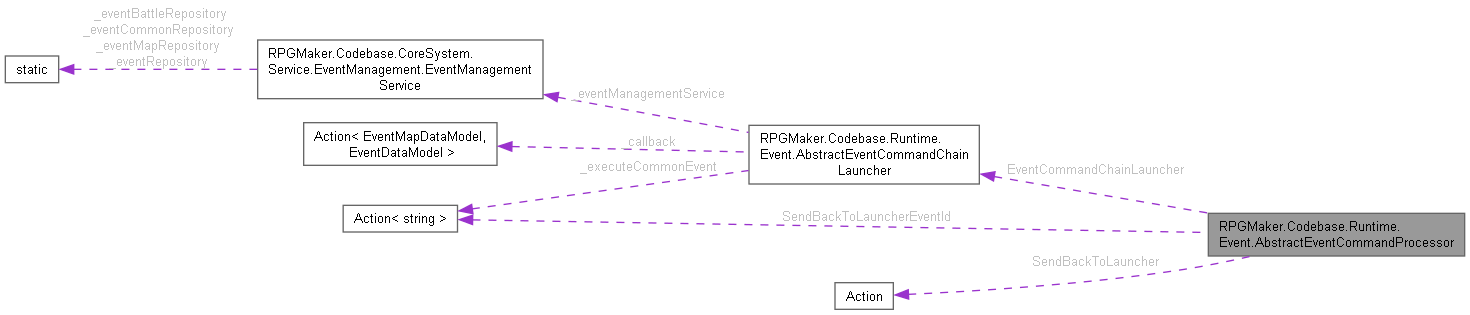 _eventBattleRepository
_eventCommonRepository
_eventMapRepository
_eventRepository
static
RPGMaker.Codebase.CoreSystem.
Service.EventManagement.EventManagement
Service
_eventManagementService
Action< EventMapDataModel,
EventDataModel >
_callback
_executeCommonEvent
Action< string >
RPGMaker.Codebase.Runtime.
Event.AbstractEventCommandChain
Launcher
EventCommandChainLauncher
SendBackToLauncherEventId
RPGMaker.Codebase.Runtime.
Event.AbstractEventCommandProcessor
SendBackToLauncher
Action